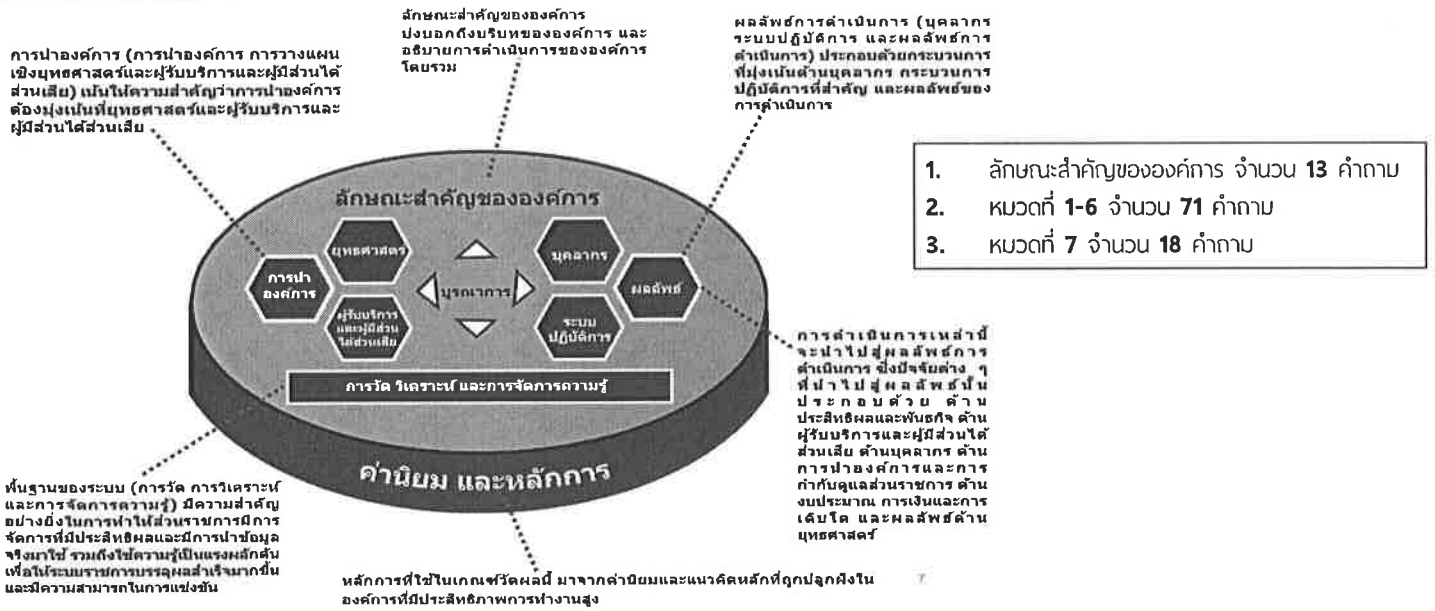 ลักษณะสำคัญขององค์การ
บ่งบอกถึงบริบทขององค์การ และ
อธิบายการดำเนินการขององค์การ
โดยรวม
ผลลัพธ์การดำเนินการ (บุคลากร
ระบบปฏิบัติการ และผลลัพธ์การ
ดำเนินการ) ประกอบด้วยกระบวนการ
ที่มุ่งเน้นด้านบุคลากร กระบวนการ
ปฏิบัติการที่สำคัญ และผลลัพธ์ของ
การดำเนินการ
การนำองค์การ (การนำองค์การ การวางแผน
เชิงยุทธศาสตร์และผู้รับบริการและผู้มีส่วนได้
ส่วนเสีย) เน้นให้ความสำคัญว่าการนำองค์การ
ต้องมุ่งเน้นที่ยุทธศาสตร์และผู้รับบริการและ
ผู้มีส่วนได้ส่วนเสีย
1. ลักษณะสำคัญขององค์การ จำนวน 13 คำถาม
2. หมวดที่ 1-6 จำนวน 71 คำถาม
3. หมวดที่ 7 จำนวน 18 คำถาม
ลักษณะสำคัญขององค์การ
ยุทธศาสตร์
บุคลากร
การนำ
องค์การ
บูรณาการ
ผลลัพธ์
ผู้รับบริการ
และผู้มีส่วน
ได้ส่วนเสีย
ระบบ
ปฏิบัติการ
การวัด วิเคราะห์ และการจัดการความรู้
ค่านิยม และหลักการ
การดำเนินการเหล่านี้
จะนำไปสู่ผลลัพธ์การ
ดำเนินการ ซึ่งปัจจัยต่าง ๆ
ที่นำไปสู่ผลลัพธ์นั้น
ประกอบด้วย ด้าน
ประสิทธิผลและพันธกิจ ด้าน
ผู้รับบริการและผู้มีส่วนได้
ส่วนเสีย ด้านบุคลากร ด้าน
การนำองค์การและการ
กำกับดูแลส่วนราชการ ด้าน
งบประมาณ การเงินและการ
เติบโต และผลลัพธ์ด้าน
ยุทธศาสตร์
พื้นฐานของระบบ (การวัด การวิเคราะห์
และการจัดการความรู้) มีความสำคัญ
อย่างยิ่งในการทำให้ส่วนราชการมีการ
จัดการที่มีประสิทธิผลและมีการนำข้อมูล
จริงมาใช้ รวมถึงใช้ความรู้เป็นแรงผลักดัน
เพื่อให้ระบบราชการบรรลุผลสำเร็จมากขึ้น
และมีความสามารถในการแข่งขัน
หลักการที่ใช้ในเกณฑ์วัดผลนี้ มาจากค่านิยมและแนวคิดหลักที่ถูกปลูกฝังใน
องค์การที่มีประสิทธิภาพการทำงานสูง
7